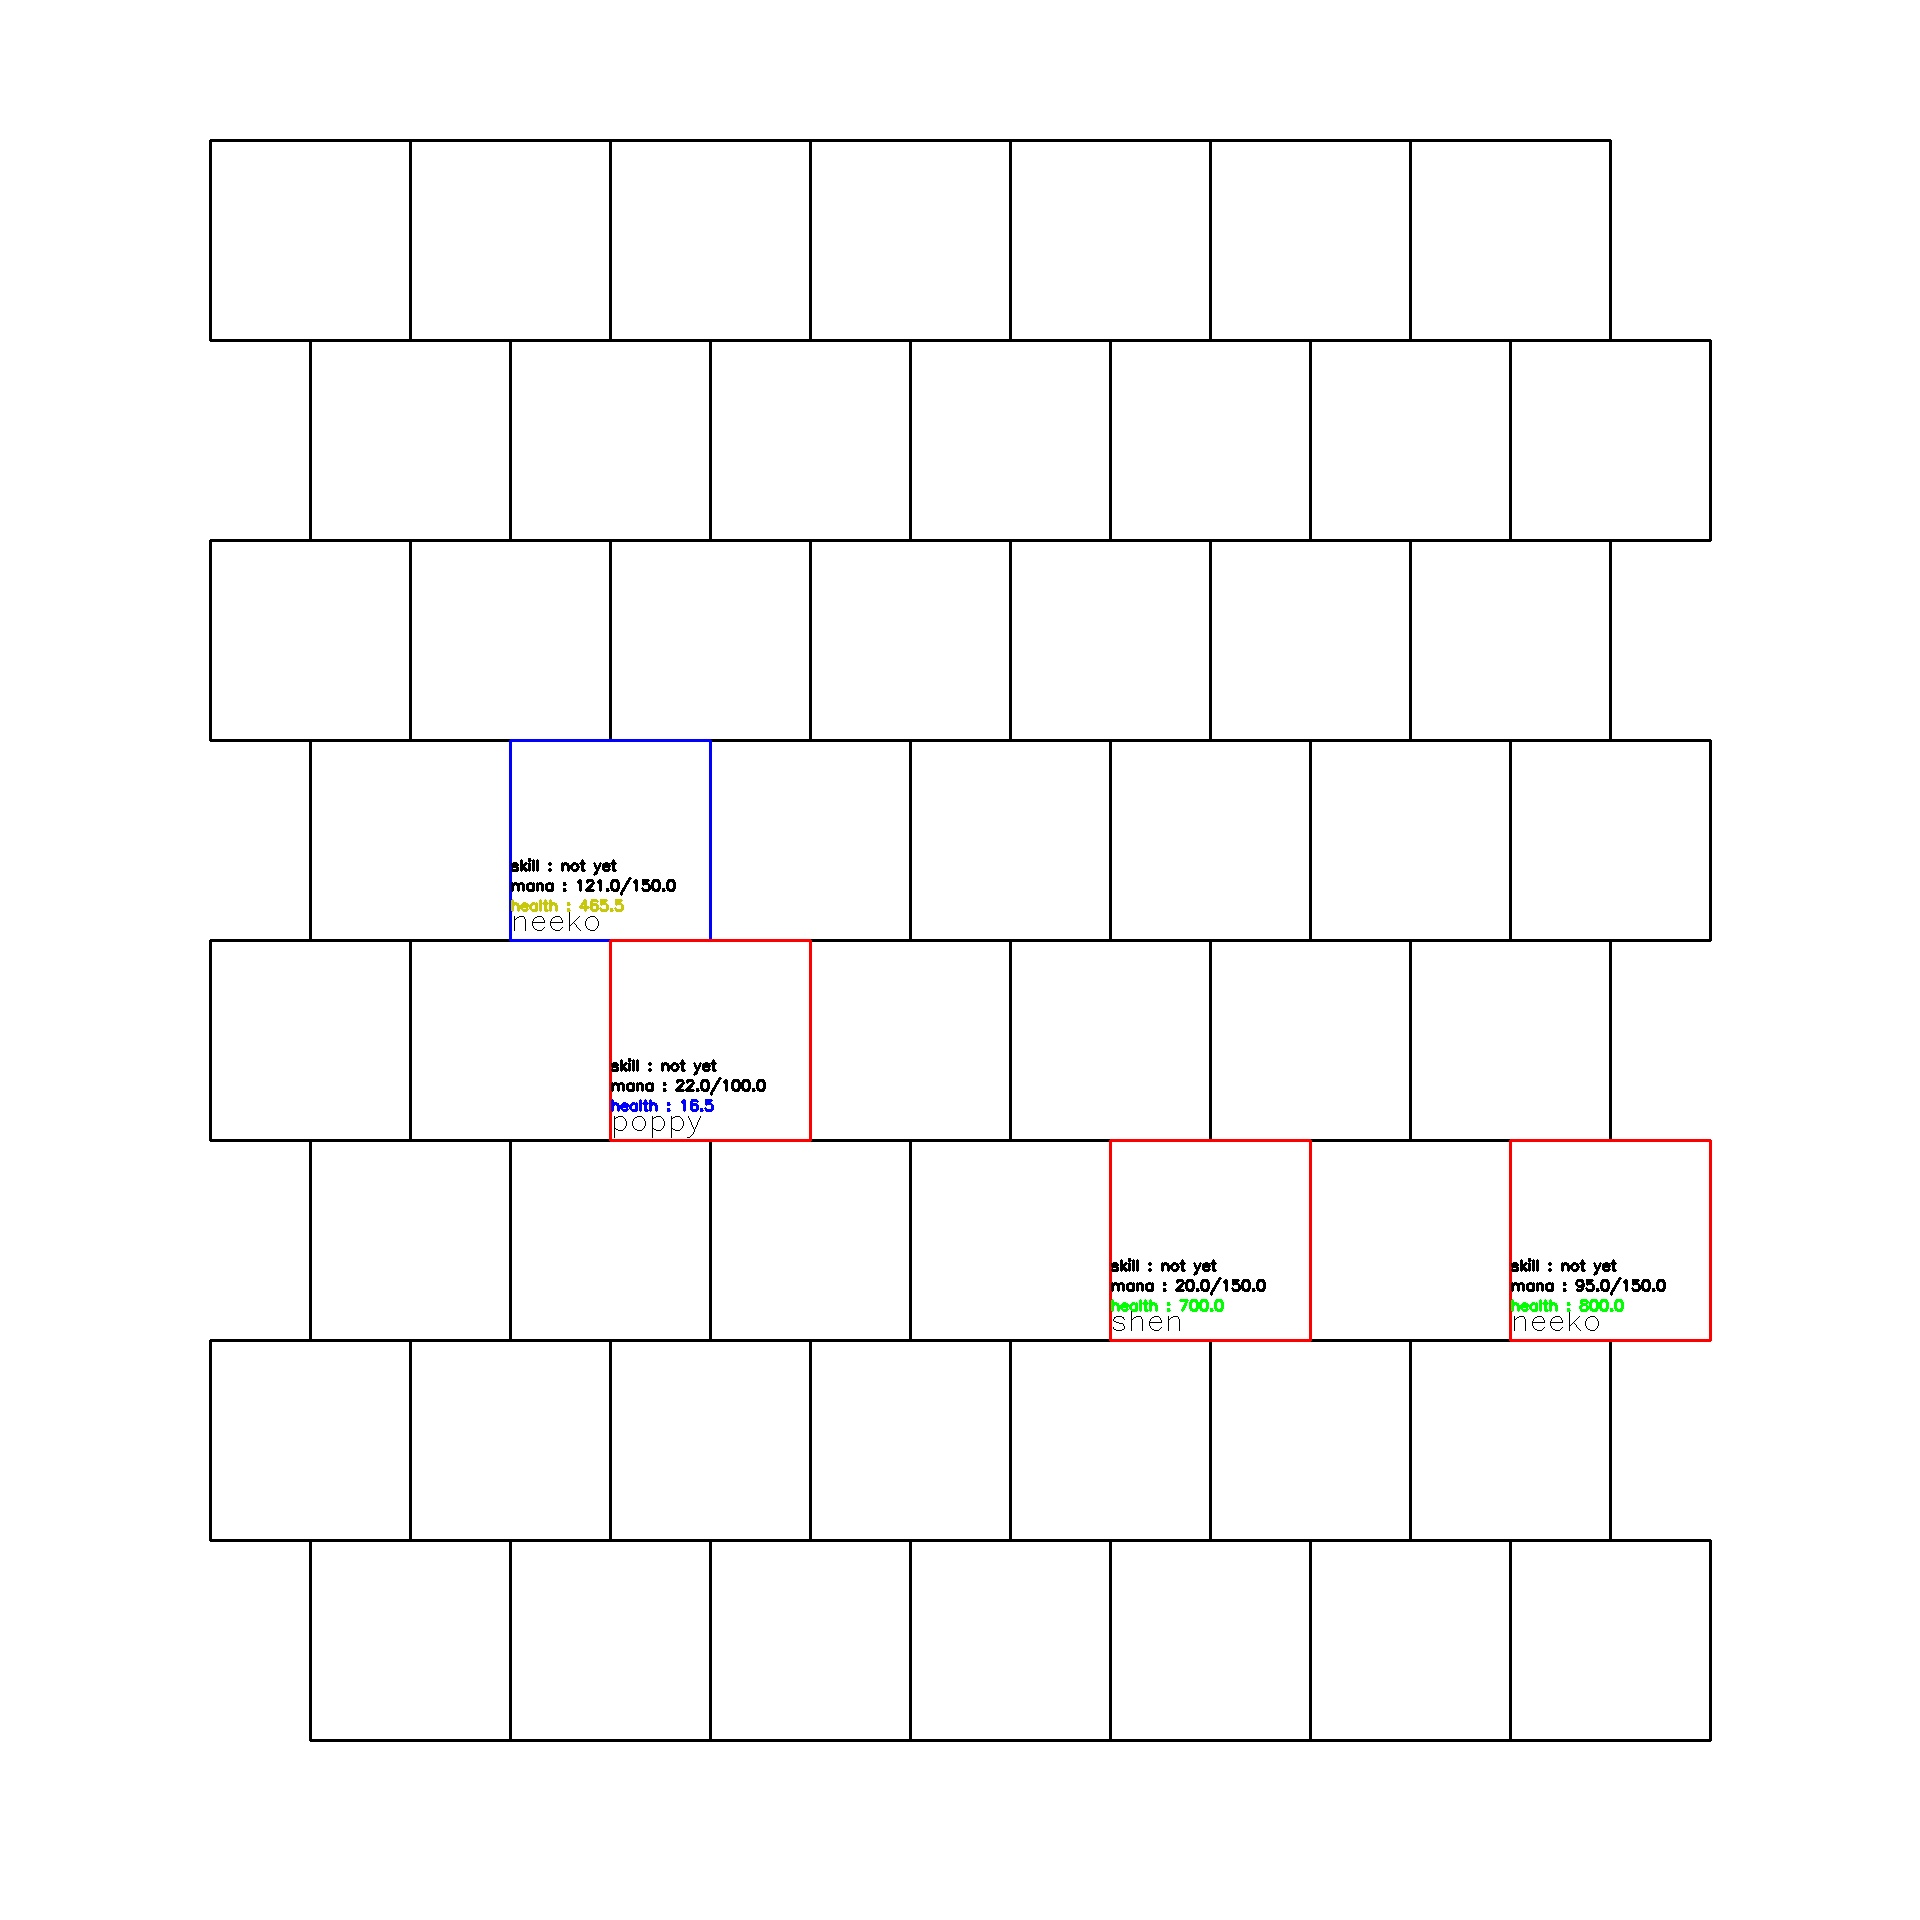 skill : not yet
mana : 121.0/150.0
health : 465.5
neeko
skill : not yet
mana : 22.0/100.0
health : 16.5
poppy
skill : not yet
mana : 20.0/150.0
health : 700.0
shen
skill : not yet
mana : 95.0/150.0
health : 800.0
neeko